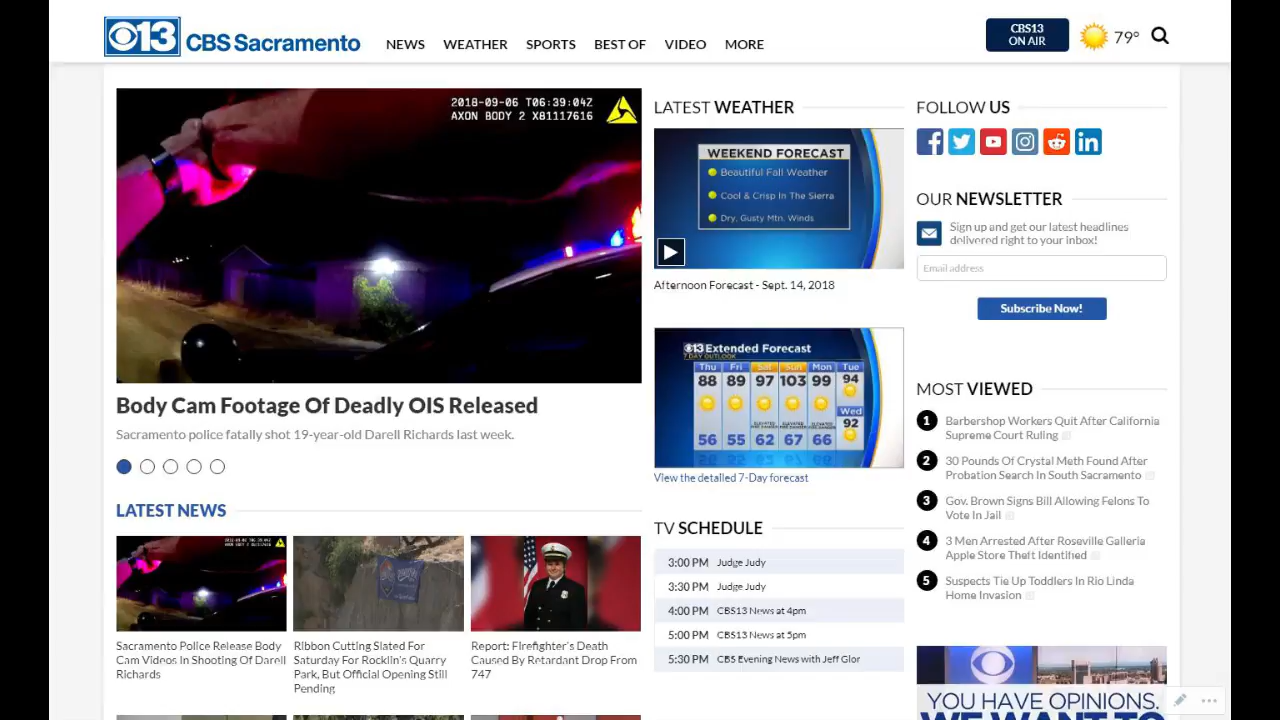 13 CBS Sacramento
NEWS WEATHER SPORTS BEST OF VIDEO MORE
CBS13
ON AIR
79°
2018-09-06 T06:39:04Z
AXON BODY 2 X81117616
Body Cam Footage Of Deadly OIS Released
Sacramento police fatally shot 19-year-old Darell Richards last week.
LATEST NEWS
Sacramento Police Release Body
Cam Videos In Shooting Of Darell
Richards
Ribbon Cutting Slated For
Saturday For Rocklin's Quarry
Park, But Official Opening Still
Pending
Report: Firefighter's Death
Caused By Retardant Drop From
747
LATEST WEATHER
WEEKEND FORECAST
Beautiful Fall Weather
Cool & Crisp In The Sierra
Dry, Gusty Mtn. Winds
Afternoon Forecast - Sept. 14, 2018
13 Extended Forecast
7 DAY OUTLOOK
Thu Fri Sat Sun Mon Tue
88 89 97 103 99 94
Wed
92
56 55 62 67 66
View the detailed 7-Day forecast
TV SCHEDULE
3:00 PM Judge Judy
3:30 PM Judge Judy
4:00 PM CBS13 News at 4pm
5:00 PM CBS13 News at 5pm
5:30 PM CBS Evening News with Jeff Glor
FOLLOW US
OUR NEWSLETTER
Sign up and get our latest headlines
delivered right to your inbox!
Email address
Subscribe Now!
MOST VIEWED
1 Barbershop Workers Quit After California
Supreme Court Ruling
2 30 Pounds Of Crystal Meth Found After
Probation Search In South Sacramento
3 Gov. Brown Signs Bill Allowing Felons To
Vote In Jail
4 3 Men Arrested After Roseville Galleria
Apple Store Theft Identified
5 Suspects Tie Up Toddlers In Rio Linda
Home Invasion
YOU HAVE OPINIONS.
WE WANT TO